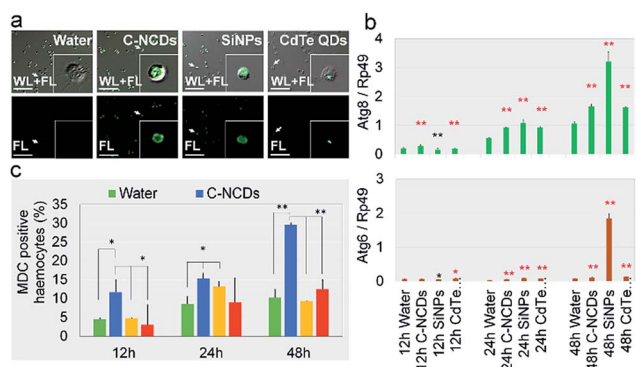 a
Water
C-NCDs
SiNPs
CdTe QDs
WL+FL
WL+FL
WL+FL
WL+FL
FL
FL
FL
FL
b
Atg8 / Rp49
4
3
2
1
0
**
**
**
**
**
**
**
**
**
Atg6 / Rp49
3
2
1
0
*
*
**
**
**
**
**
**
12h Water
12h C-NCDs
12h SiNPs
12h CdTe
24h Water
24h C-NCDs
24h SiNPs
24h CdTe
48h Water
48h C-NCDs
48h SiNPs
48h CdTe...
c
Water
C-NCDs
MDC positive
haemocytes (%)
35
30
25
20
15
10
5
0
*
*
*
**
**
12h
24h
48h